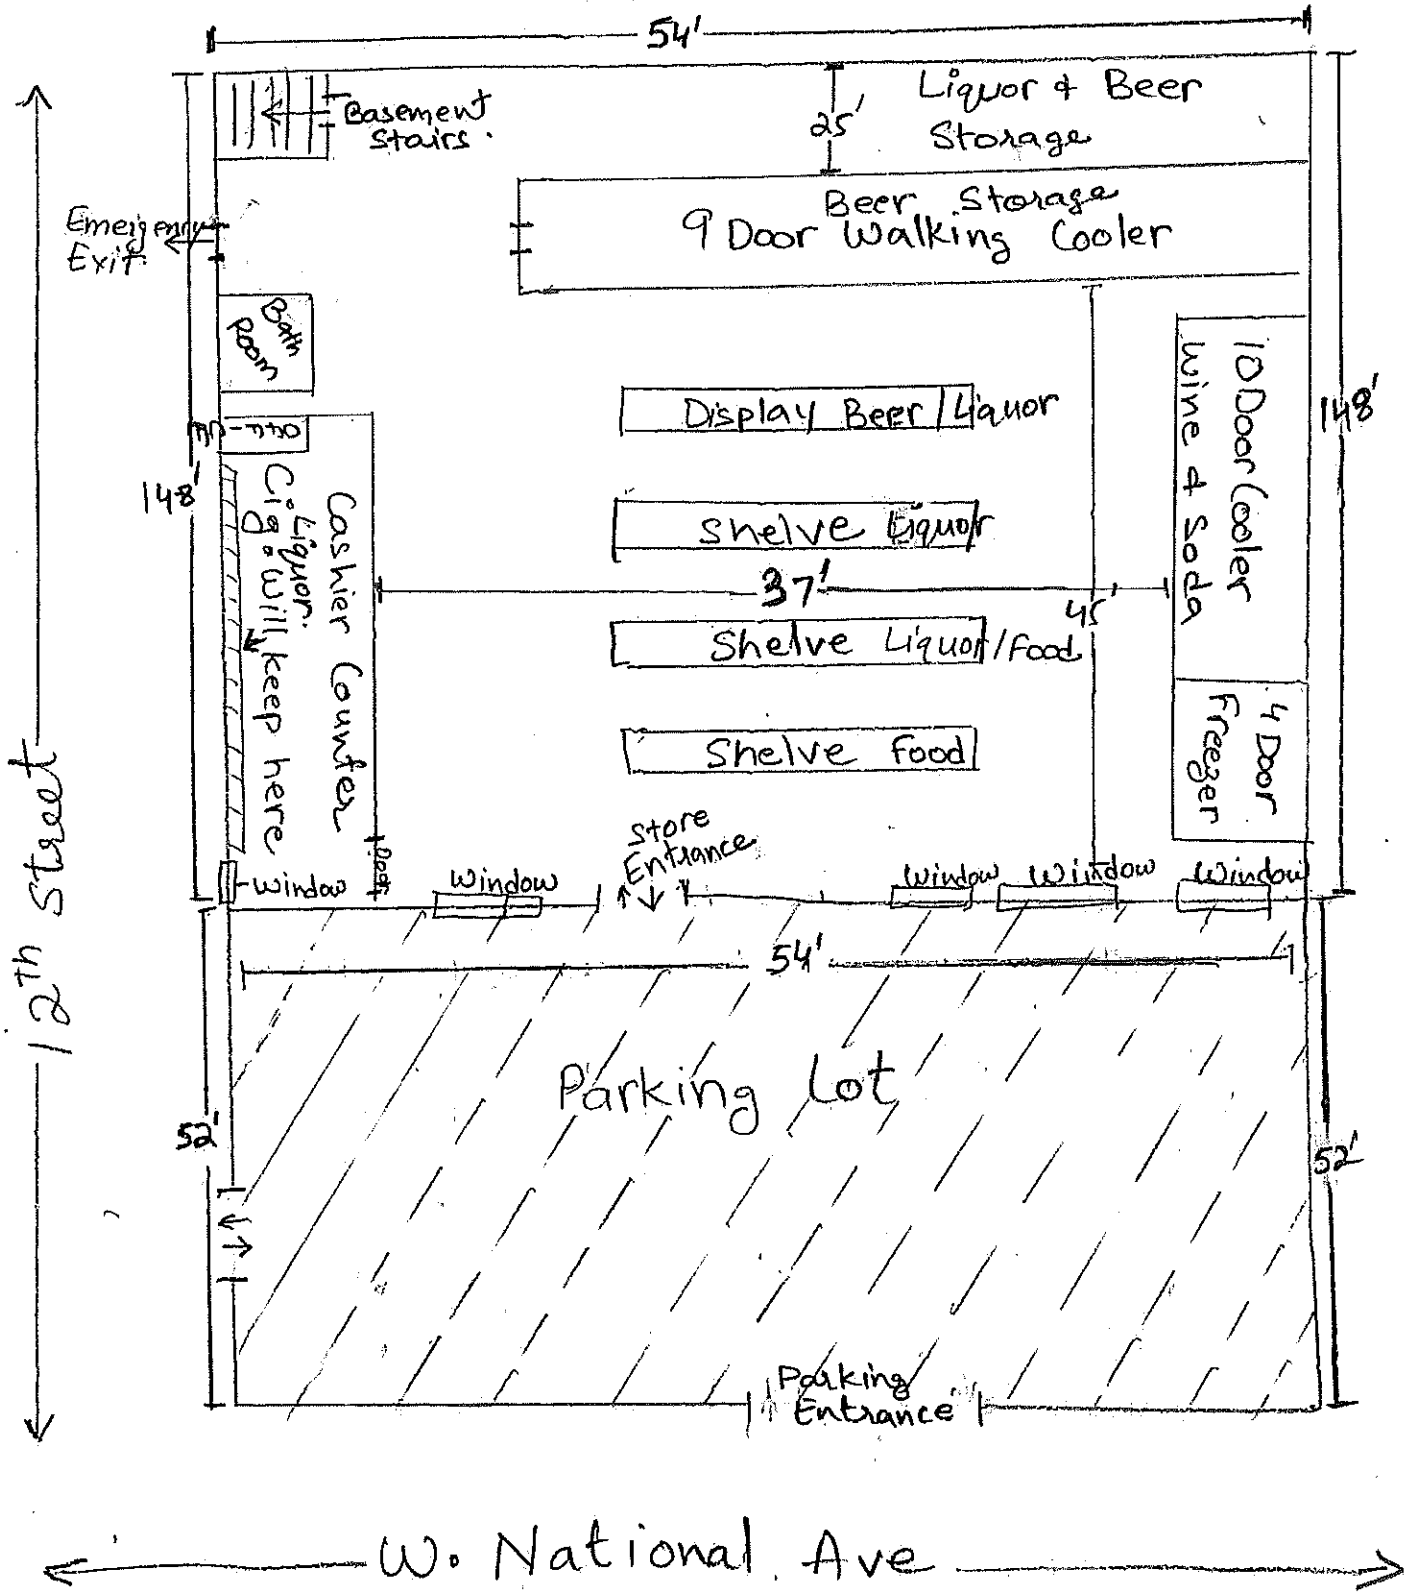 54'
Liquor & Beer
Storage
25'
Basement
Stairs.
Beer Storage
9 Door Walking Cooler
Emergency
Exit
Bath
Room
10 Door Cooler
Wine & Soda
Display Beer/Liquor
148'
148'
Shelve Liquor
Cashier Counter
Liquor.
Cig. Will keep here
37'
45'
Shelve Liquor/Food
4 Door
Freezer
Shelve Food
Store
Entrance
Door
Window
Window
Window
Window
Window
54'
12th Street
Parking Lot
52'
52'
Parking
Entrance
W. National Ave